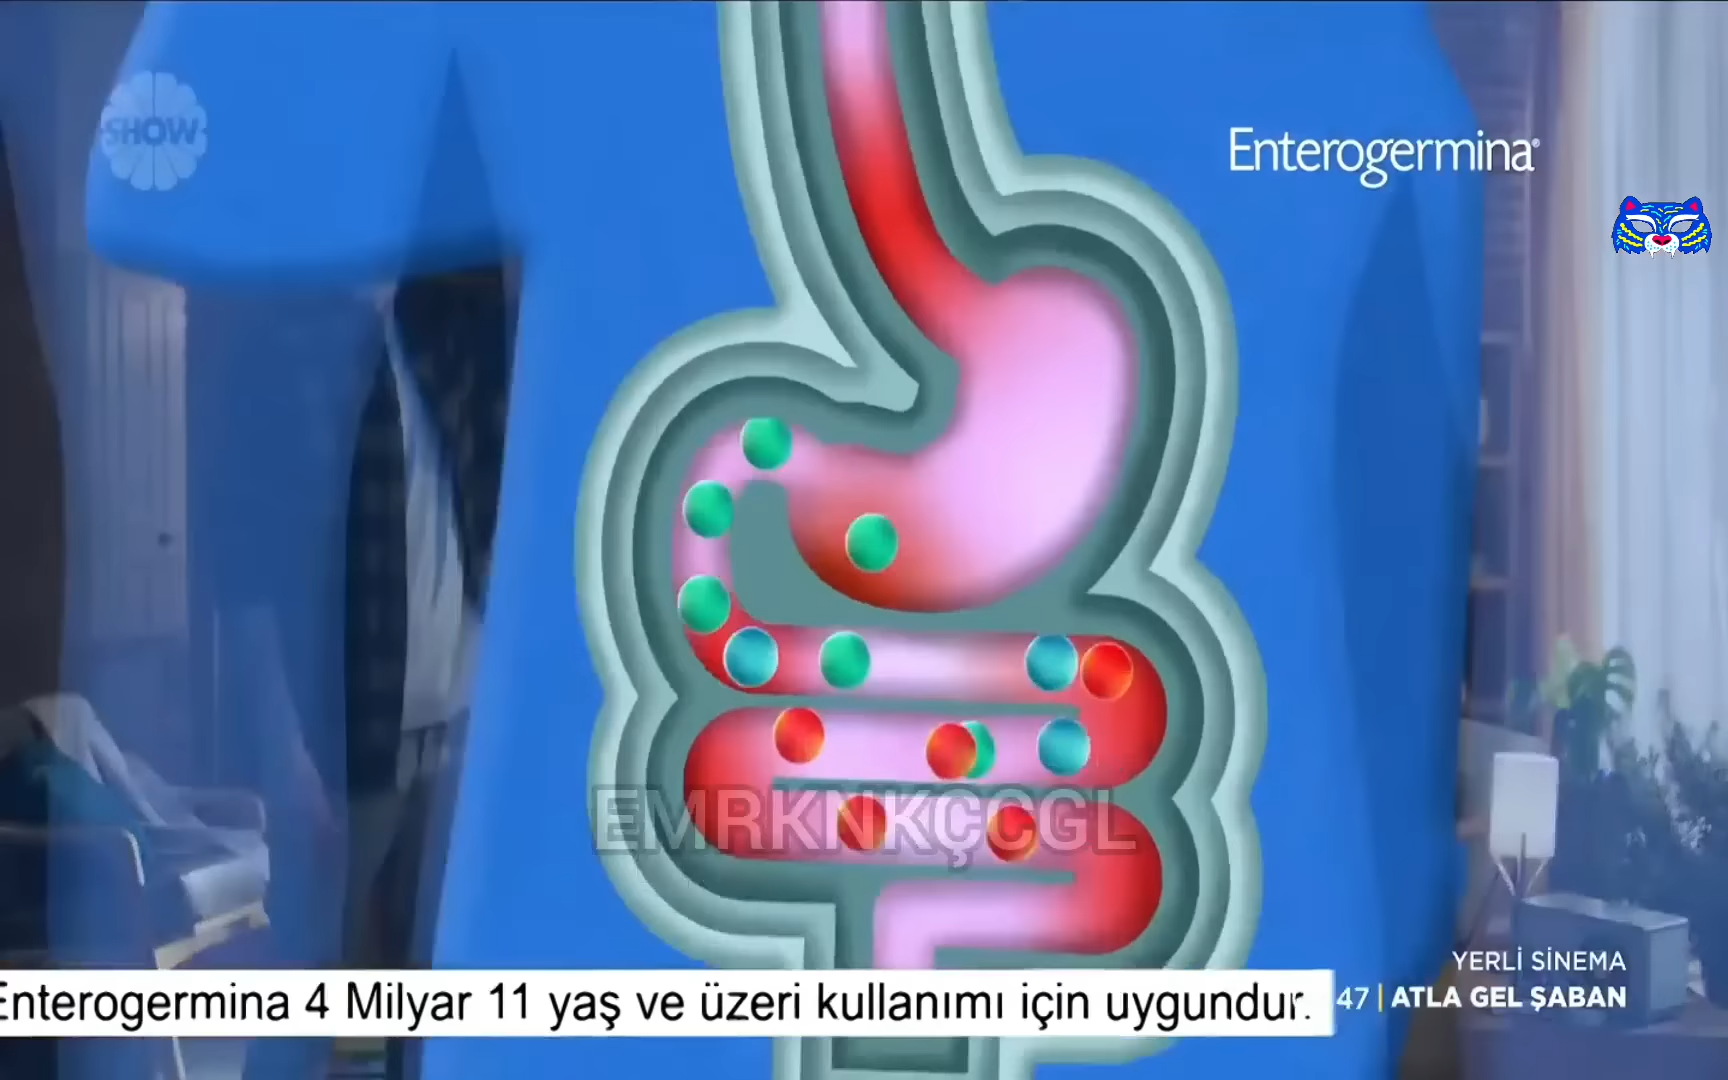 SHOW
Enterogermina®
EMRKNKÇCGL
YERLİ SİNEMA
Enterogermina 4 Milyar 11 yaş ve üzeri kullanımı için uygundur.
47 | ATLA GEL ŞABAN